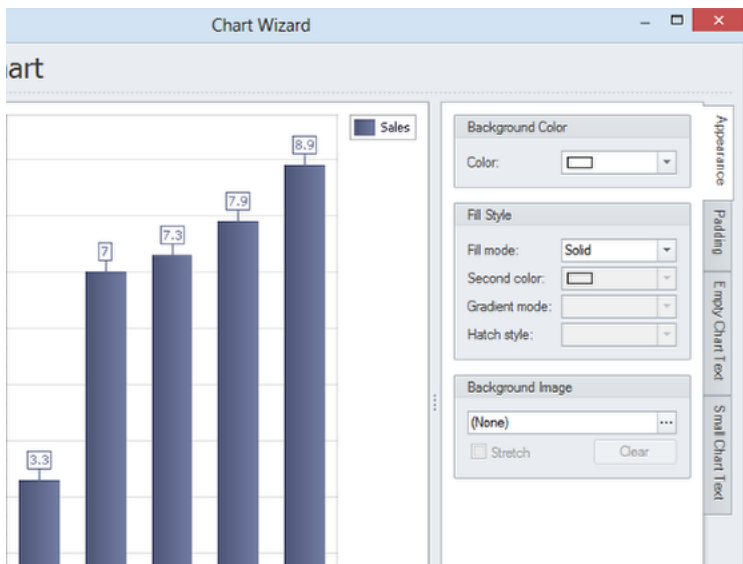 Chart Wizard
art
Sales
8.9
7.9
7.3
7
3.3
Background Color
Color:
Fill Style
Fill mode: Solid
Second color:
Gradient mode:
Hatch style:
Background Image
(None) ...
Stretch Clear
Appearance
Padding
Empty Chart Text
Small Chart Text